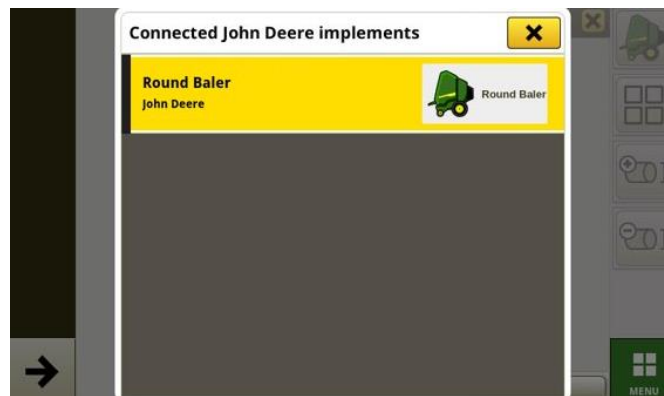 Connected John Deere implements
Round Baler
John Deere
Round Baler
MENU